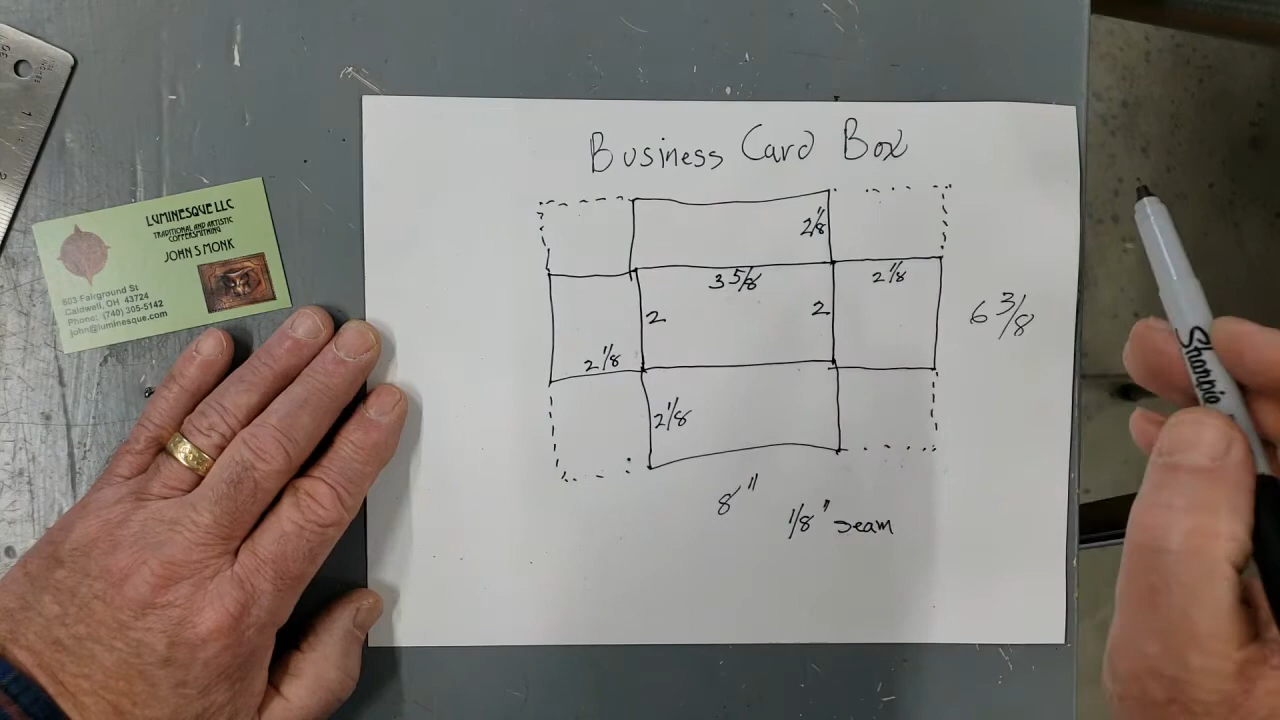 Business Card Box
2 1/8
3 5/8
2 1/8
2
2
6 3/8
2 1/8
2 1/8
8"
1/8" seam
LUMINESQUE LLC
TRADITIONAL AND ARTISTIC
COPPERSMITHING
JOHN S MONK
603 Fairground St
Caldwell, OH 43724
Phone: (740) 305-5142
john@luminesque.com
Sharpie
1
2